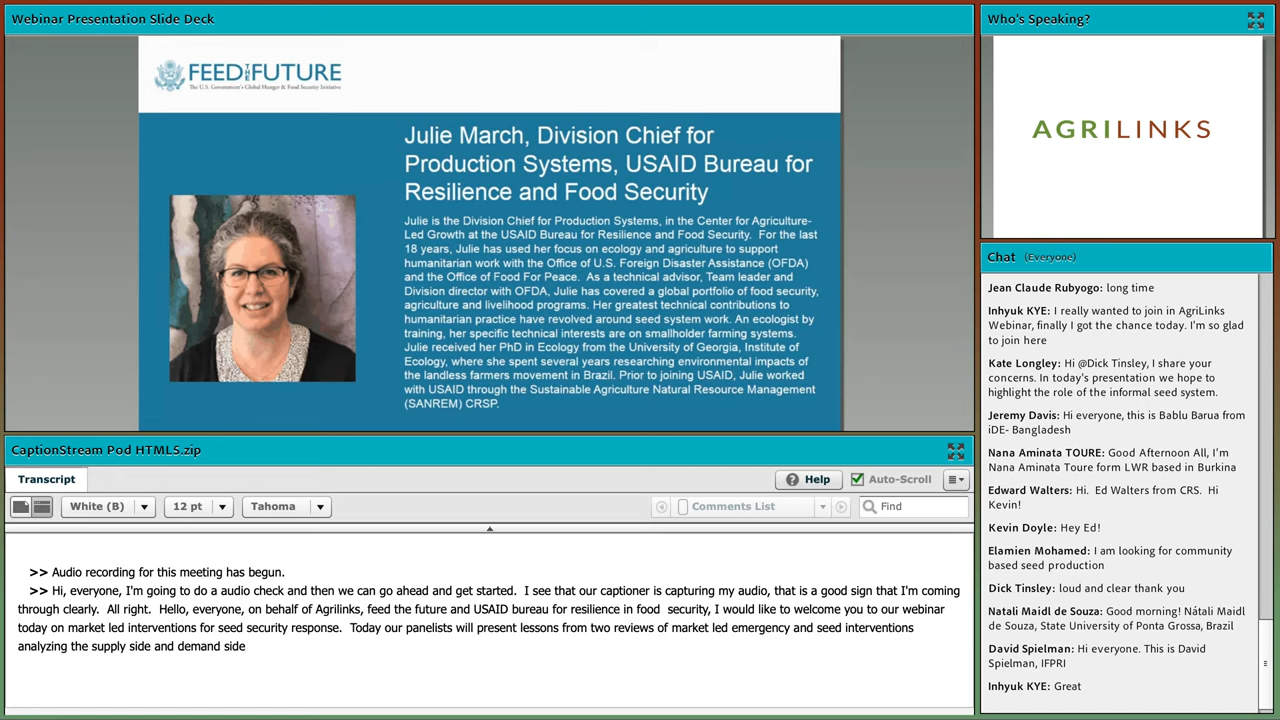 Webinar Presentation Slide Deck
FEED THE FUTURE
The U.S. Government's Global Hunger & Food Security Initiative
Julie March, Division Chief for
Production Systems, USAID Bureau for
Resilience and Food Security
Julie is the Division Chief for Production Systems, in the Center for Agriculture-
Led Growth at the USAID Bureau for Resilience and Food Security.  For the last
18 years, Julie has used her focus on ecology and agriculture to support
humanitarian work with the Office of U.S. Foreign Disaster Assistance (OFDA)
and the Office of Food For Peace.  As a technical advisor, Team leader and
Division director with OFDA, Julie has covered a global portfolio of food security,
agriculture and livelihood programs. Her greatest technical contributions to
humanitarian practice have revolved around seed system work. An ecologist by
training, her specific technical interests are on smallholder farming systems.
Julie received her PhD in Ecology from the University of Georgia, Institute of
Ecology, where she spent several years researching environmental impacts of
the landless farmers movement in Brazil. Prior to joining USAID, Julie worked
with USAID through the Sustainable Agriculture Natural Resource Management
(SANREM) CRSP.
Who's Speaking?
AGRILINKS
Chat (Everyone)
Jean Claude Rubyogo: long time
Inhyuk KYE: I really wanted to join in AgriLinks
Webinar, finally I got the chance today. I'm so glad
to join here
Kate Longley: Hi @Dick Tinsley, I share your
concerns. In today's presentation we hope to
highlight the role of the informal seed system.
Jeremy Davis: Hi everyone, this is Bablu Barua from
iDE- Bangladesh
Nana Aminata TOURE: Good Afternoon All, I'm
Nana Aminata Toure form LWR based in Burkina
Edward Walters: Hi.  Ed Walters from CRS.  Hi
Kevin!
Kevin Doyle: Hey Ed!
Elamien Mohamed: I am looking for community
based seed production
Dick Tinsley: loud and clear thank you
Natali Maidl de Souza: Good morning! Nátali Maidl
de Souza, State University of Ponta Grossa, Brazil
David Spielman: Hi everyone. This is David
Spielman, IFPRI
Inhyuk KYE: Great
CaptionStream Pod HTML5.zip
Transcript
Help
Auto-Scroll
White (B)
12 pt
Tahoma
Comments List
Find
>> Audio recording for this meeting has begun.
>> Hi, everyone, I'm going to do a audio check and then we can go ahead and get started.  I see that our captioner is capturing my audio, that is a good sign that I'm coming
through clearly.  All right.  Hello, everyone, on behalf of Agrilinks, feed the future and USAID bureau for resilience in food  security, I would like to welcome you to our webinar
today on market led interventions for seed security response.  Today our panelists will present lessons from two reviews of market led emergency and seed interventions
analyzing the supply side and demand side